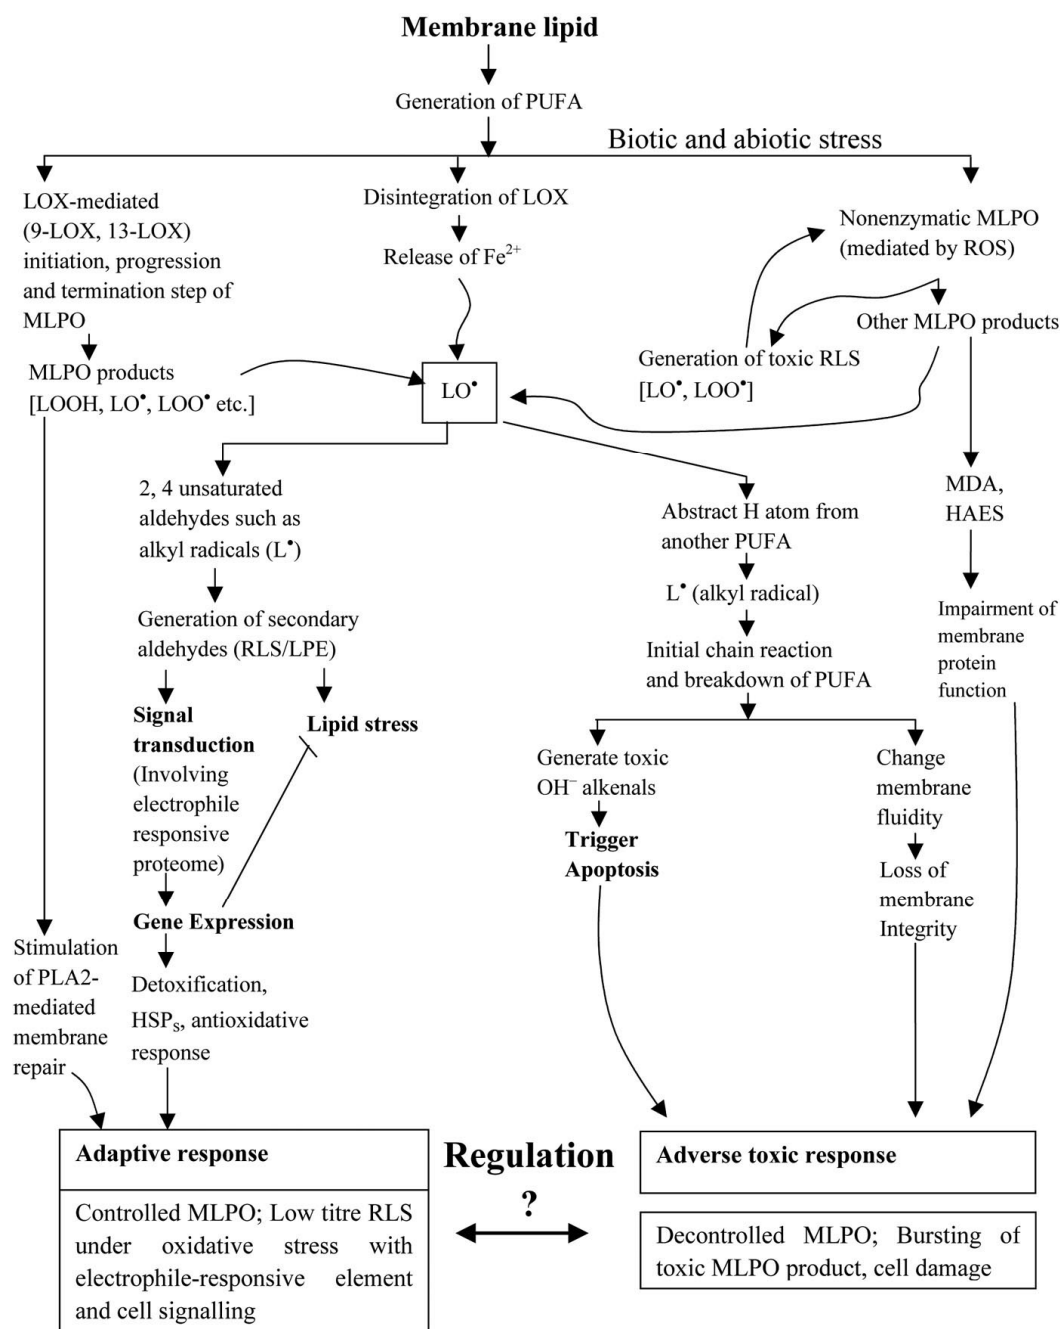 Membrane lipid
Generation of PUFA
Biotic and abiotic stress
LOX-mediated
(9-LOX, 13-LOX)
initiation, progression
and termination step of
MLPO
Disintegration of LOX
Release of Fe²⁺
Nonenzymatic MLPO
(mediated by ROS)
Other MLPO products
Generation of toxic RLS
[LO•, LOO•]
MLPO products
[LOOH, LO•, LOO• etc.]
LO•
2, 4 unsaturated
aldehydes such as
alkyl radicals (L•)
Generation of secondary
aldehydes (RLS/LPE)
Signal
transduction
(Involving
electrophile
responsive
proteome)
Lipid stress
Gene Expression
Detoxification,
HSPₛ, antioxidative
response
Stimulation
of PLA2-
mediated
membrane
repair
Abstract H atom from
another PUFA
L• (alkyl radical)
Initial chain reaction
and breakdown of PUFA
Generate toxic
OH⁻ alkenals
Trigger
Apoptosis
Change
membrane
fluidity
Loss of
membrane
Integrity
MDA,
HAES
Impairment of
membrane
protein
function
Adaptive response
Controlled MLPO; Low titre RLS
under oxidative stress with
electrophile-responsive element
and cell signalling
Regulation
?
Adverse toxic response
Decontrolled MLPO; Bursting of
toxic MLPO product, cell damage